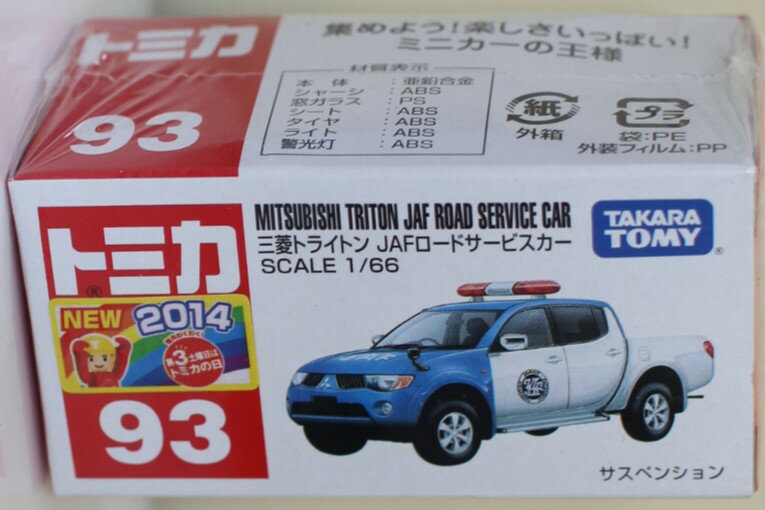 トミカ
93
集めよう!楽しさいっぱい!
ミニカーの王様
材質表示
本体:亜鉛合金
シャーシ:ABS
窓ガラス:PS
シート:ABS
タイヤ:ABS
ライト:ABS
警光灯:ABS
紙
外箱
プラ
袋:PE
外装フィルム:PP
トミカ®
MITSUBISHI TRITON JAF ROAD SERVICE CAR
三菱トライトン JAFロードサービスカー
SCALE 1/66
TAKARA
TOMY®
NEW 2014
第3土曜日は
トミカの日
93
JAF
サスペンション